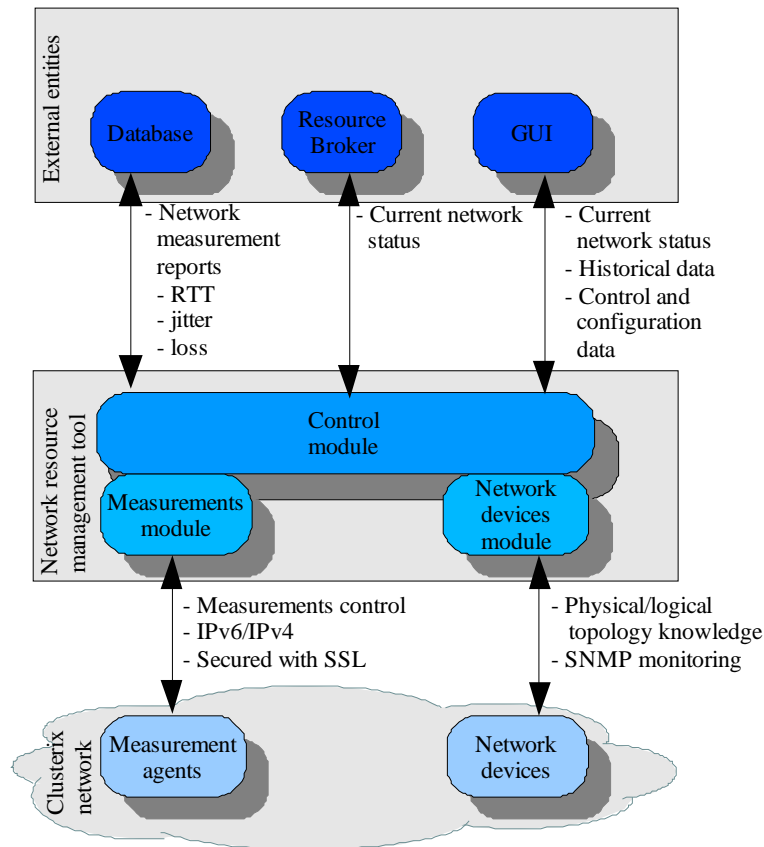 External entities
Database
Resource
Broker
GUI
- Network
measurement
reports
- RTT
- jitter
- loss
- Current network
status
- Current
network status
- Historical data
- Control and
configuration
data
Network resource
management tool
Control
module
Measurements
module
Network
devices
module
- Measurements control
- IPv6/IPv4
- Secured with SSL
- Physical/logical
topology knowledge
- SNMP monitoring
Clusterix
network
Measurement
agents
Network
devices